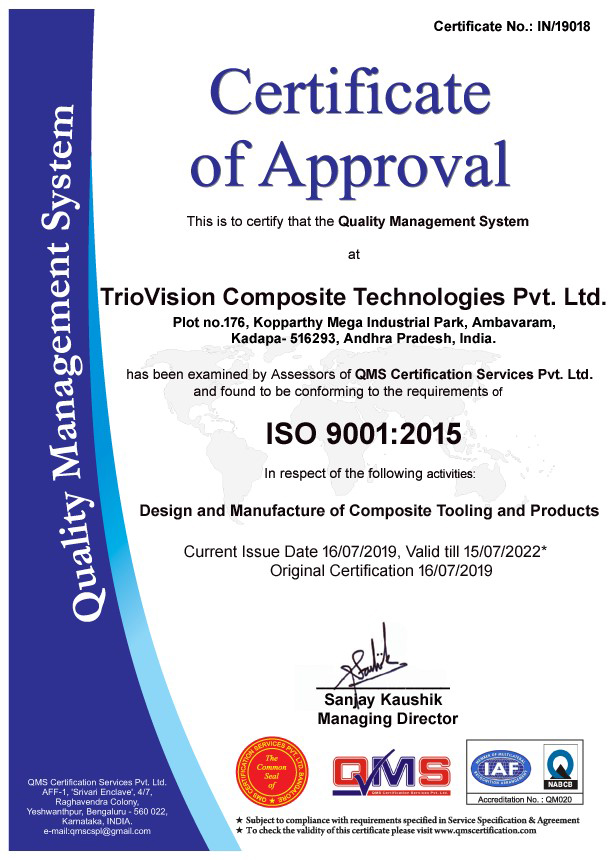 Certificate No.: IN/19018
Certificate
of Approval
Quality Management System
This is to certify that the Quality Management System
at
TrioVision Composite Technologies Pvt. Ltd.
Plot no.176, Kopparthy Mega Industrial Park, Ambavaram,
Kadapa- 516293, Andhra Pradesh, India.
has been examined by Assessors of QMS Certification Services Pvt. Ltd.
and found to be conforming to the requirements of
ISO 9001:2015
In respect of the following activities:
Design and Manufacture of Composite Tooling and Products
Current Issue Date 16/07/2019, Valid till 15/07/2022*
Original Certification 16/07/2019
Sanjay Kaushik
Managing Director
QMS Certification Services Pvt. Ltd.
AFF-1, 'Srivari Enclave', 4/7,
Raghavendra Colony,
Yeshwanthpur, Bengaluru - 560 022,
Karnataka, INDIA.
e-mail:qmscspl@gmail.com
QMS CERTIFICATION SERVICES PVT. LTD. BANGALORE
The
Common
Seal of
QMS
QMS Certification Services Pvt. Ltd.
MEMBER OF MULTILATERAL
IAF
RECOGNITION ARRANGEMENT
NABCB
Accreditation No. : QM020
★ Subject to compliance with requirements specified in Service Specification & Agreement
★ To check the validity of this certificate please visit www.qmscertification.com